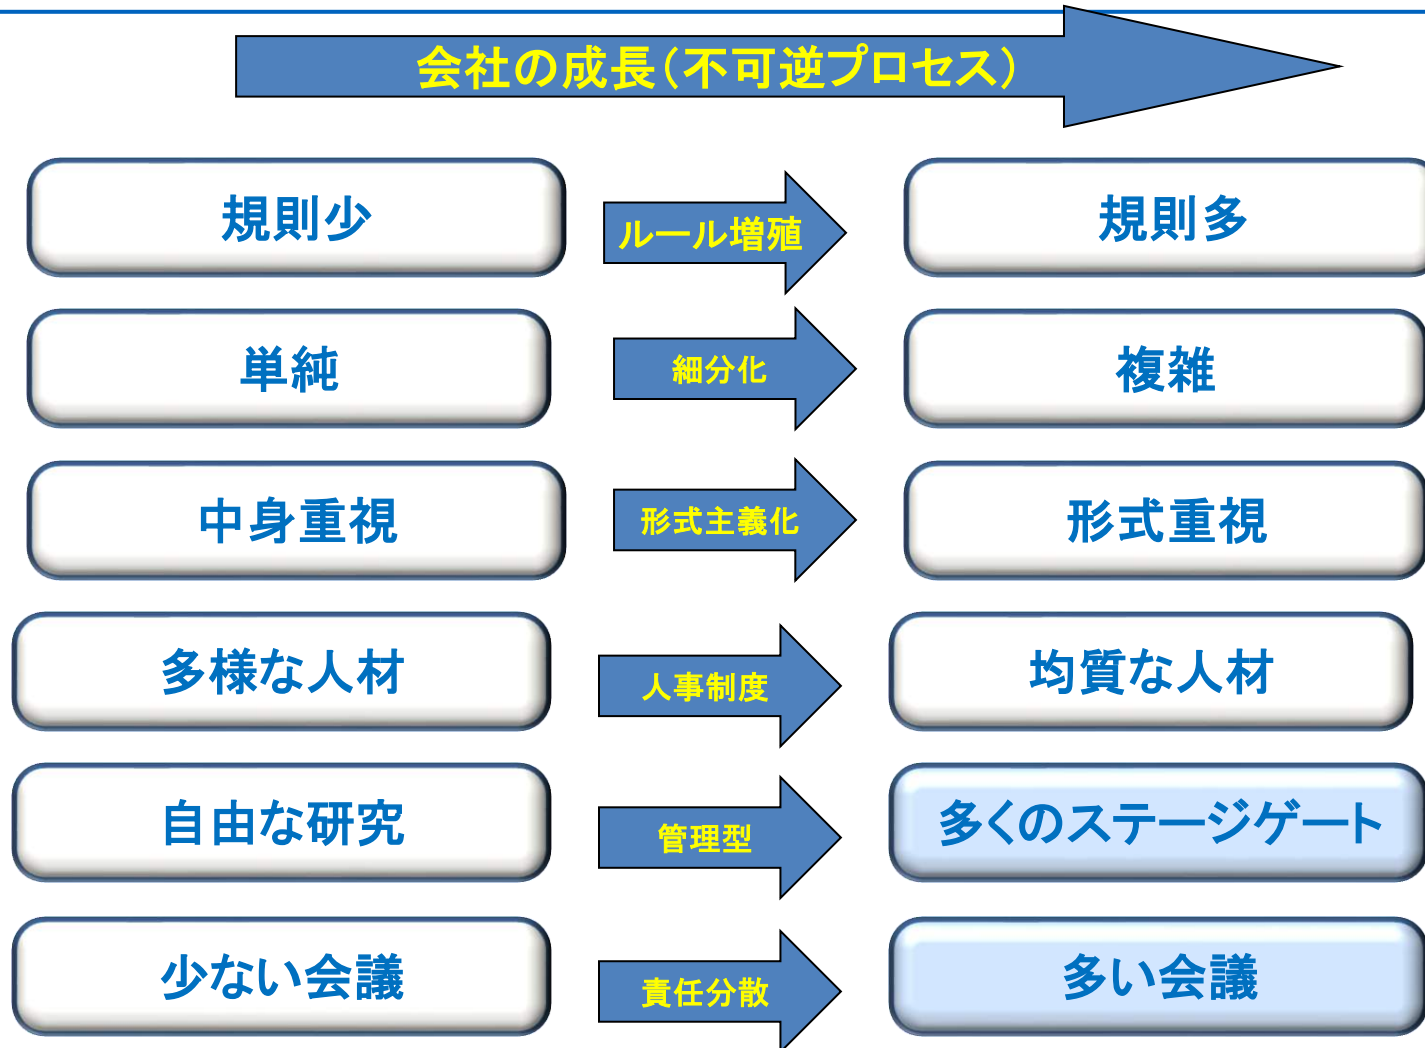 会社の成長（不可逆プロセス）
規則少
ルール増殖
規則多
単純
細分化
複雑
中身重視
形式主義化
形式重視
多様な人材
人事制度
均質な人材
自由な研究
管理型
多くのステージゲート
少ない会議
責任分散
多い会議